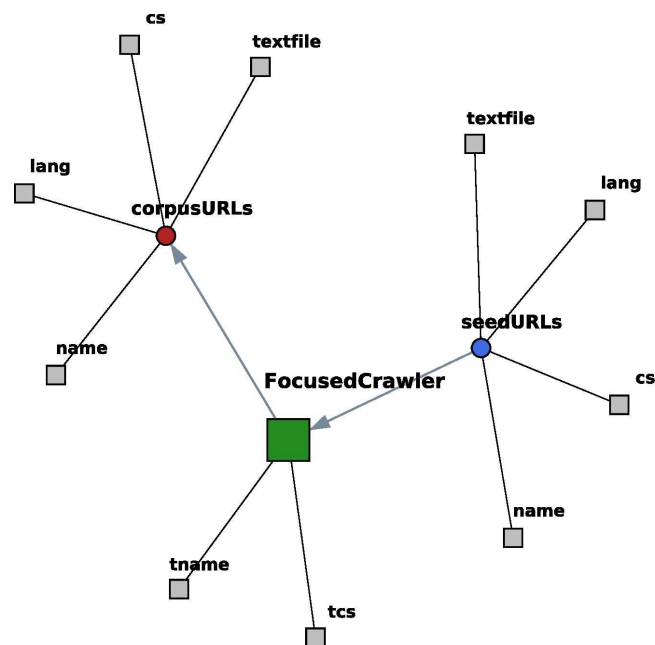 cs
textfile
textfile
lang
lang
corpusURLs
seedURLs
name
FocusedCrawler
cs
name
tname
tcs